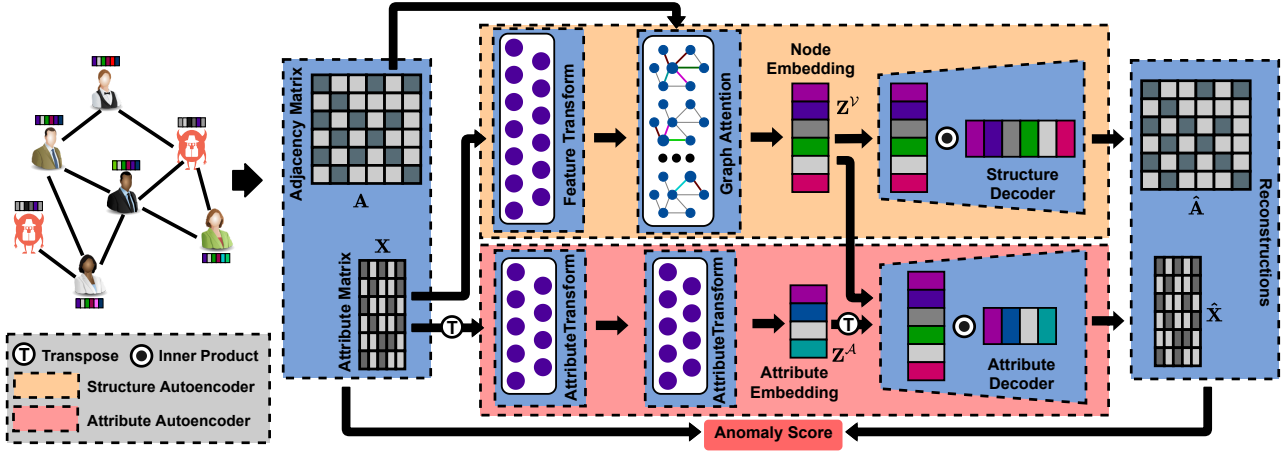 Adjacency Matrix
A
X
Attribute Matrix
Feature Transform
Graph Attention
Node
Embedding
Z^𝒱
Structure
Decoder
Â
Reconstructions
X̂
AttributeTransform
AttributeTransform
T
T
Z^𝒜
Attribute
Embedding
Attribute
Decoder
T Transpose
Inner Product
Structure Autoencoder
Attribute Autoencoder
Anomaly Score